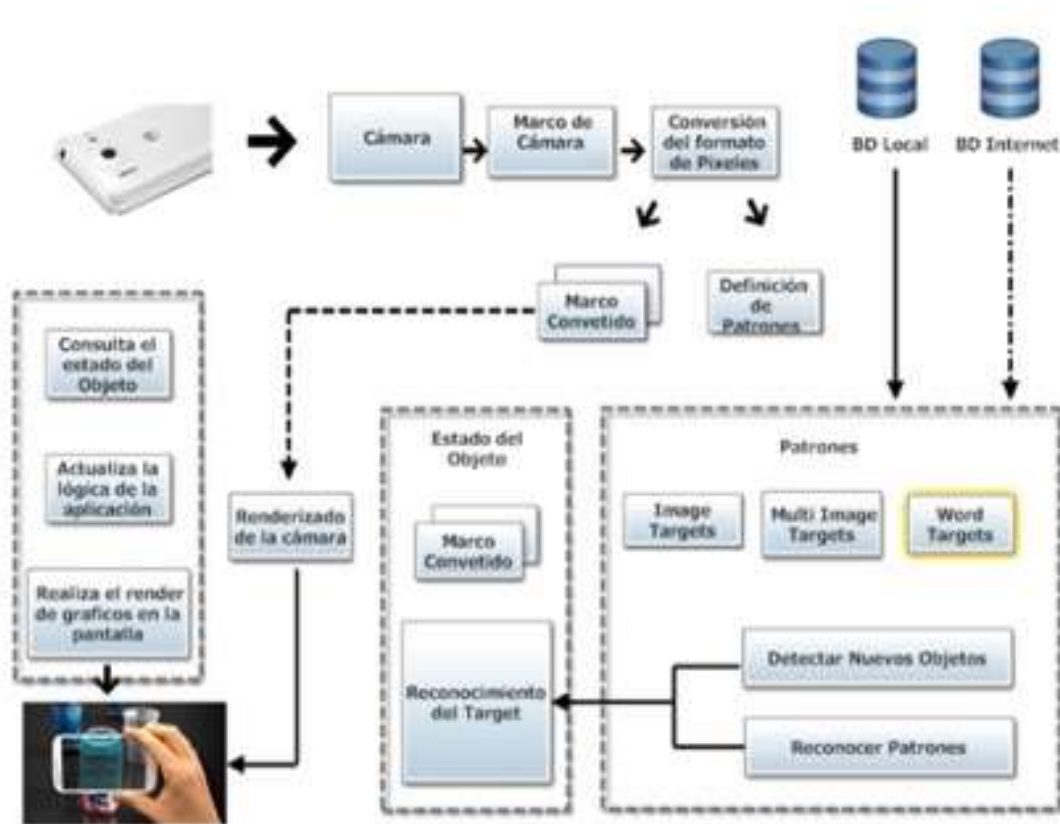 Cámara
Marco de
Cámara
Conversión
del formato
de Pixeles
BD Local
BD Internet
Marco
Convetido
Definición
de
Patrones
Consulta el
estado del
Objeto
Actualiza la
lógica de la
aplicación
Realiza el render
de graficos en la
pantalla
Renderizado
de la cámara
Estado del
Objeto
Marco
Convetido
Reconocimiento
del Target
Patrones
Image
Targets
Multi Image
Targets
Word
Targets
Detectar Nuevos Objetos
Reconocer Patrones